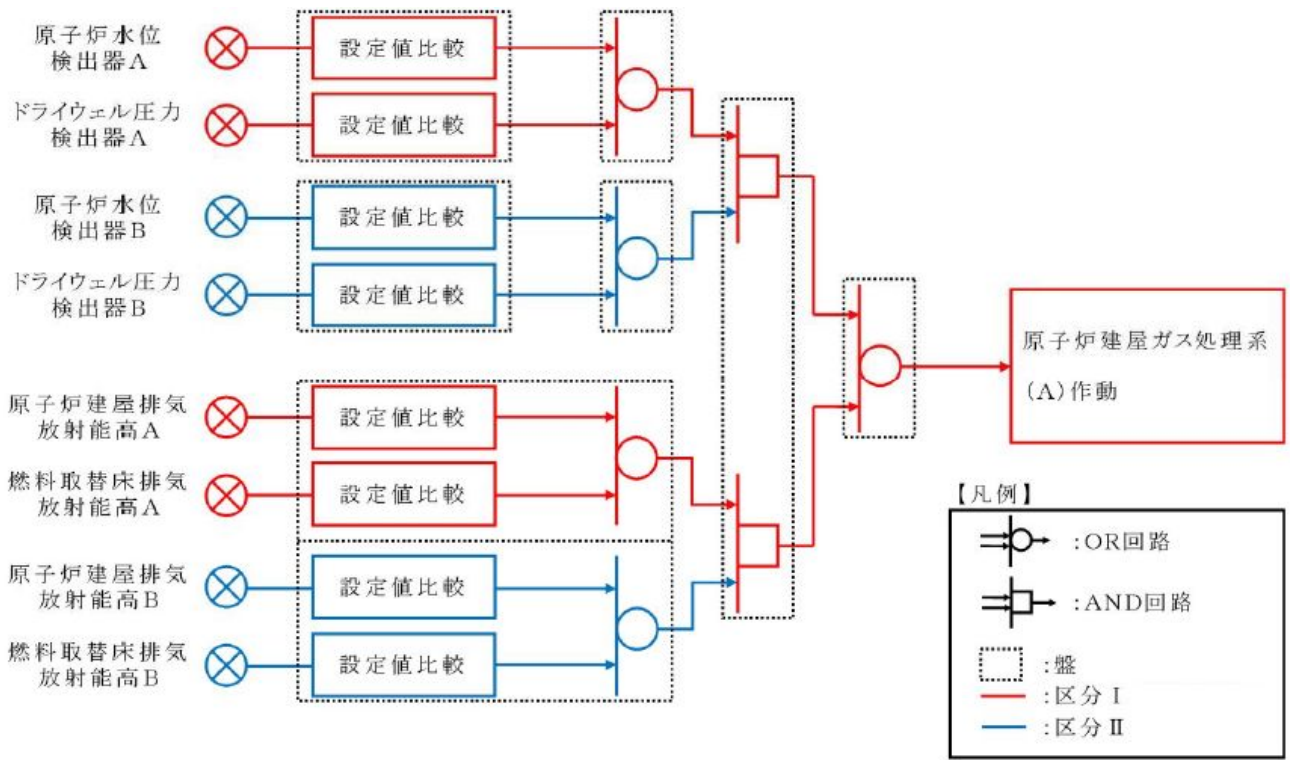 原子炉水位
検出器A
設定値比較
ドライウェル圧力
検出器A
設定値比較
原子炉水位
検出器B
設定値比較
ドライウェル圧力
検出器B
設定値比較
原子炉建屋排気
放射能高A
設定値比較
燃料取替床排気
放射能高A
設定値比較
原子炉建屋排気
放射能高B
設定値比較
燃料取替床排気
放射能高B
設定値比較
原子炉建屋ガス処理系
(A)作動
【凡例】
:OR回路
:AND回路
:盤
:区分Ⅰ
:区分Ⅱ